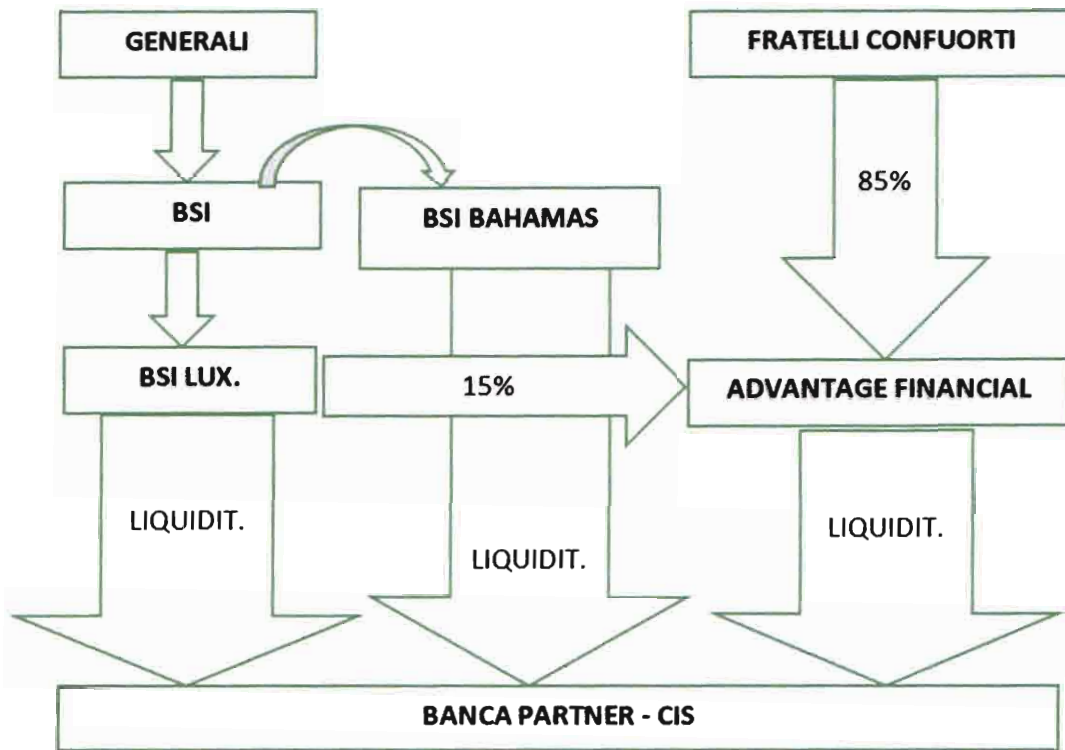 GENERALI
FRATELLI CONFUORTI
85%
BSI
BSI BAHAMAS
BSI LUX.
15%
ADVANTAGE FINANCIAL
LIQUIDIT.
LIQUIDIT.
LIQUIDIT.
BANCA PARTNER - CIS